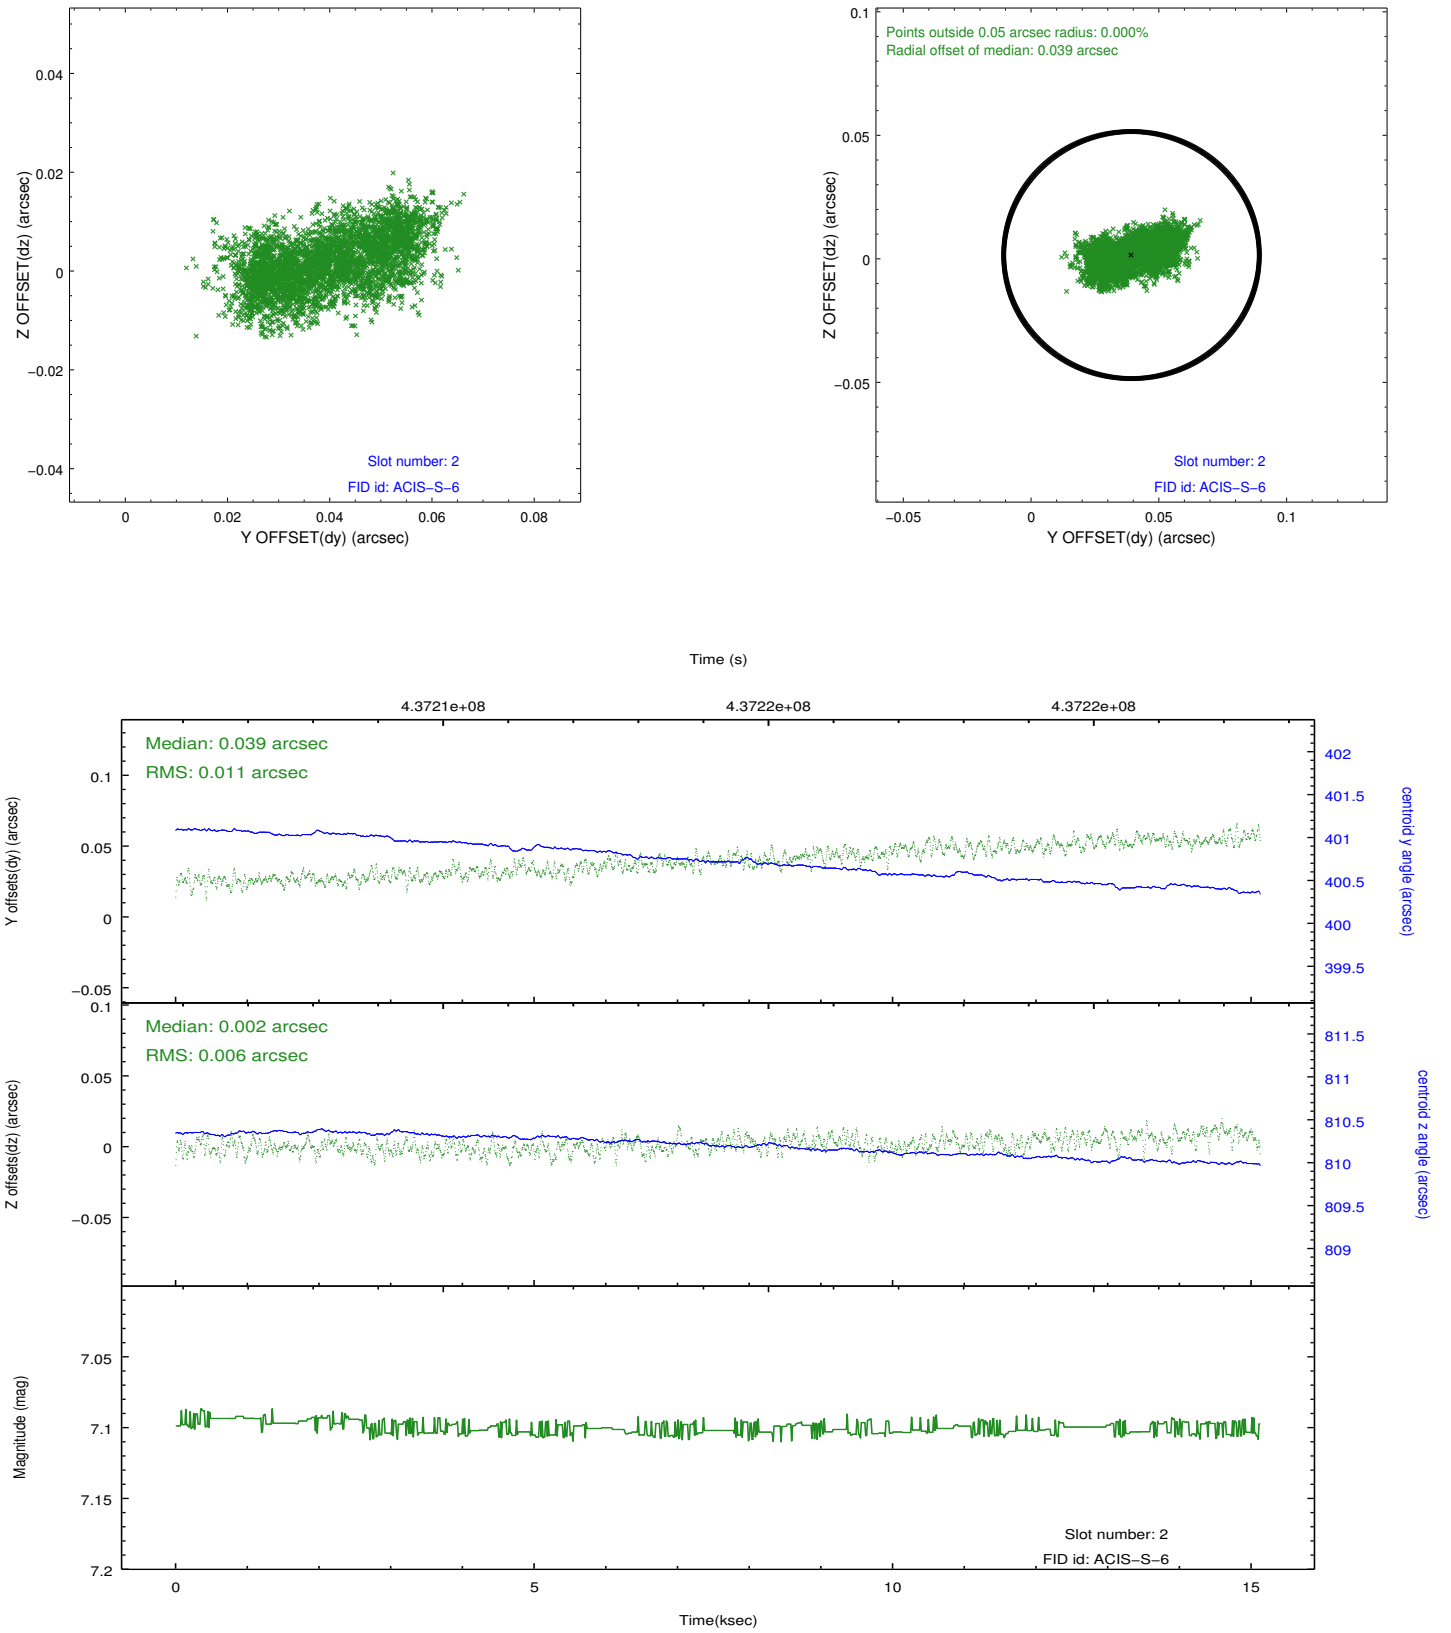 0.04
0.02
0
−0.02
−0.04
Z OFFSET(dz) (arcsec)
Slot number: 2
FID id: ACIS−S−6
0 0.02 0.04 0.06 0.08
Y OFFSET(dy) (arcsec)
Points outside 0.05 arcsec radius: 0.000%
Radial offset of median: 0.039 arcsec
0.1
0.05
0
−0.05
Z OFFSET(dz) (arcsec)
Slot number: 2
FID id: ACIS−S−6
−0.05 0 0.05 0.1
Y OFFSET(dy) (arcsec)
Time (s)
4.3721e+08 4.3722e+08 4.3722e+08
Median: 0.039 arcsec
RMS: 0.011 arcsec
0.1
0.05
0
−0.05
Y offsets(dy) (arcsec)
402
401.5
401
400.5
400
399.5
centroid y angle (arcsec)
Median: 0.002 arcsec
RMS: 0.006 arcsec
0.1
0.05
0
−0.05
Z offsets(dz) (arcsec)
811.5
811
810.5
810
809.5
809
centroid z angle (arcsec)
7.05
7.1
7.15
7.2
Magnitude (mag)
Slot number: 2
FID id: ACIS−S−6
0 5 10 15
Time(ksec)